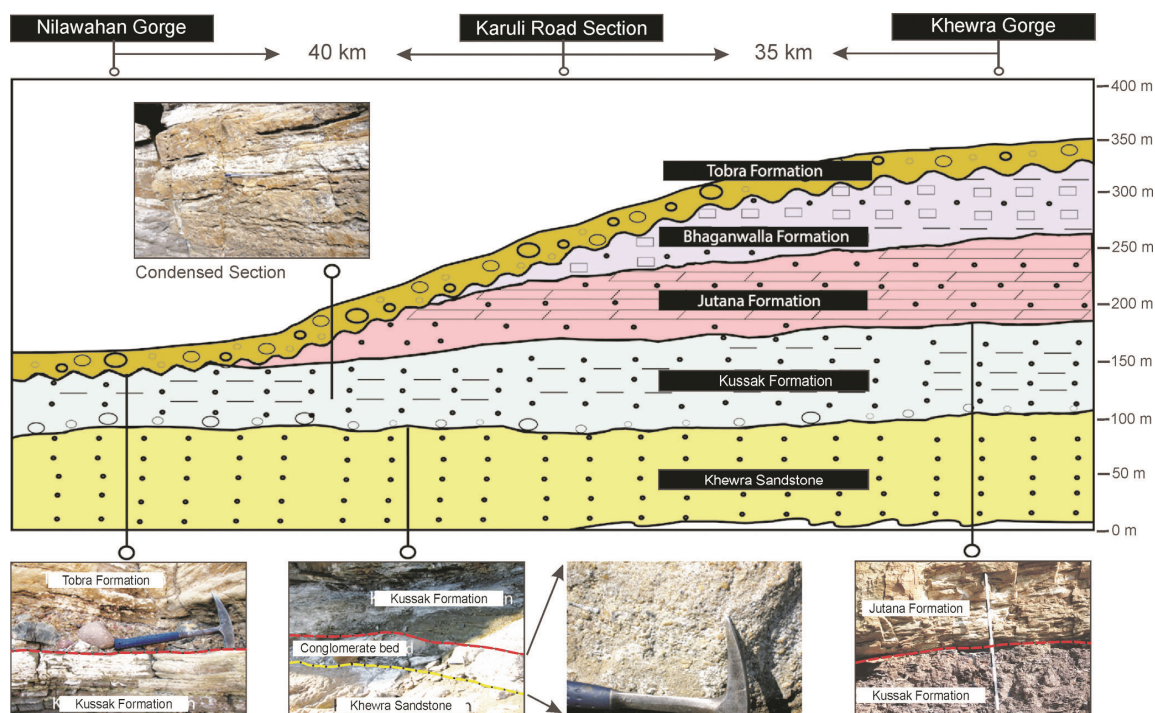 Nilawahan Gorge
Karuli Road Section
Khewra Gorge
40 km
35 km
400 m
350 m
300 m
250 m
200 m
150 m
100 m
50 m
0 m
Condensed Section
Tobra Formation
Bhaganwalla Formation
Jutana Formation
Kussak Formation
Khewra Sandstone
Tobra Formation
Kussak Formation
Kussak Formation
Conglomerate bed
Khewra Sandstone
Jutana Formation
Kussak Formation